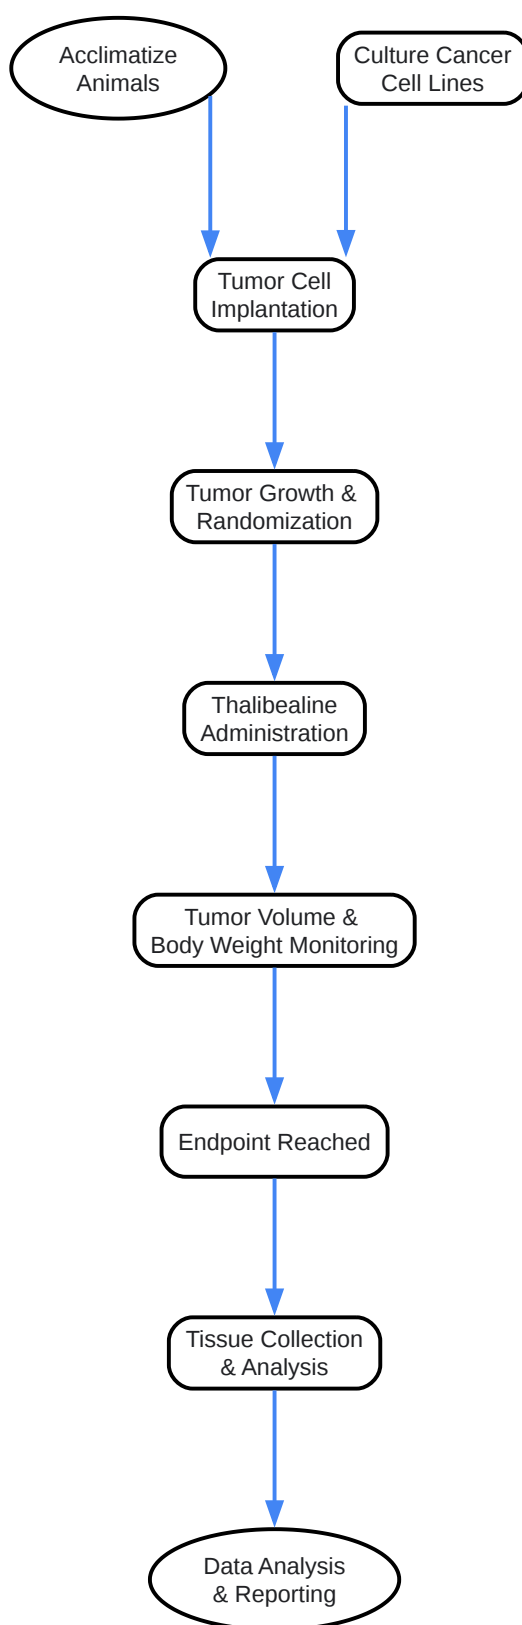 Acclimatize
Animals
Culture Cancer
Cell Lines
Tumor Cell
Implantation
Tumor Growth &
Randomization
Thalibealine
Administration
Tumor Volume &
Body Weight Monitoring
Endpoint Reached
Tissue Collection
& Analysis
Data Analysis
& Reporting